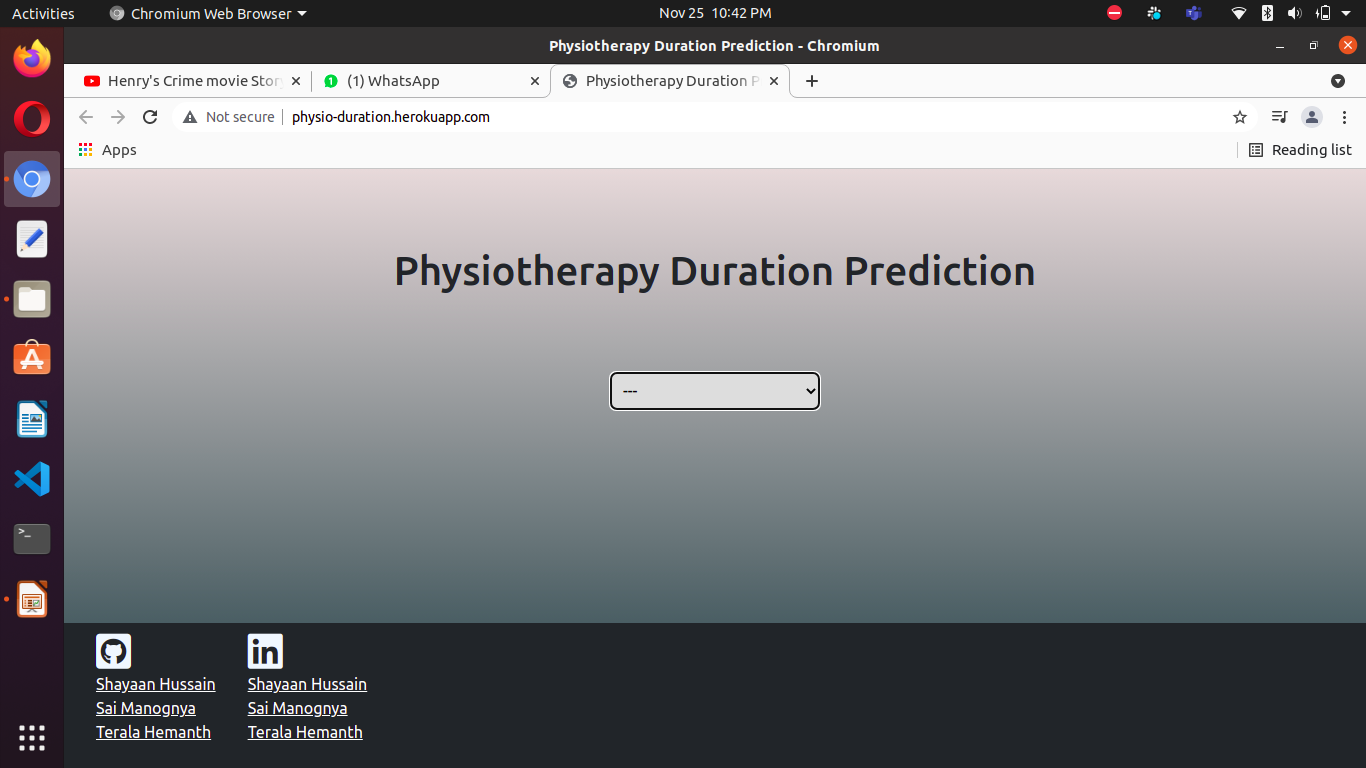 Activities
Chromium Web Browser
Nov 25 10:42 PM
Physiotherapy Duration Prediction - Chromium
Henry's Crime movie Stor
(1) WhatsApp
Physiotherapy Duration P
Not secure
physio-duration.herokuapp.com
Apps
Reading list
Physiotherapy Duration Prediction
---
Shayaan Hussain
Sai Manognya
Terala Hemanth
Shayaan Hussain
Sai Manognya
Terala Hemanth